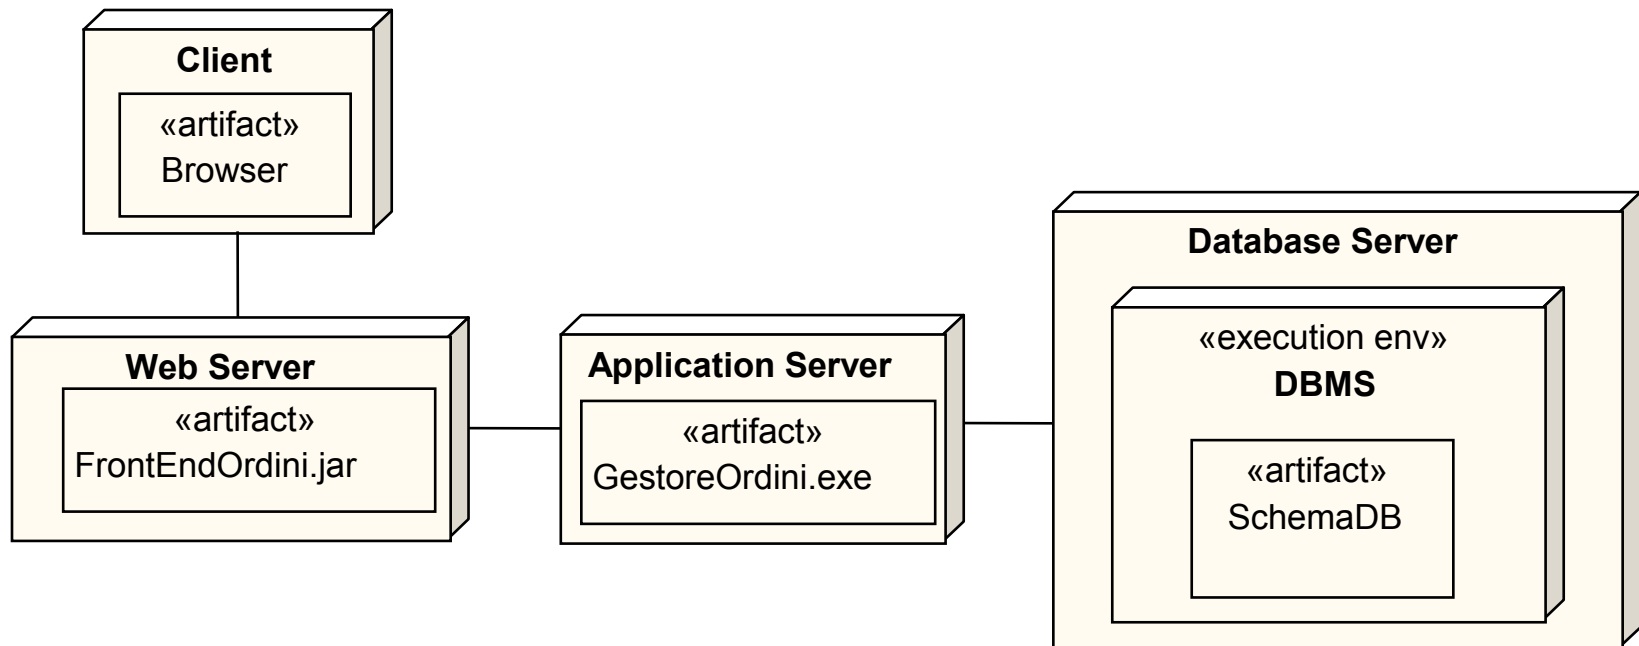 Client
«artifact»
Browser
Web Server
«artifact»
FrontEndOrdini.jar
Application Server
«artifact»
GestoreOrdini.exe
Database Server
«execution env»
DBMS
«artifact»
SchemaDB